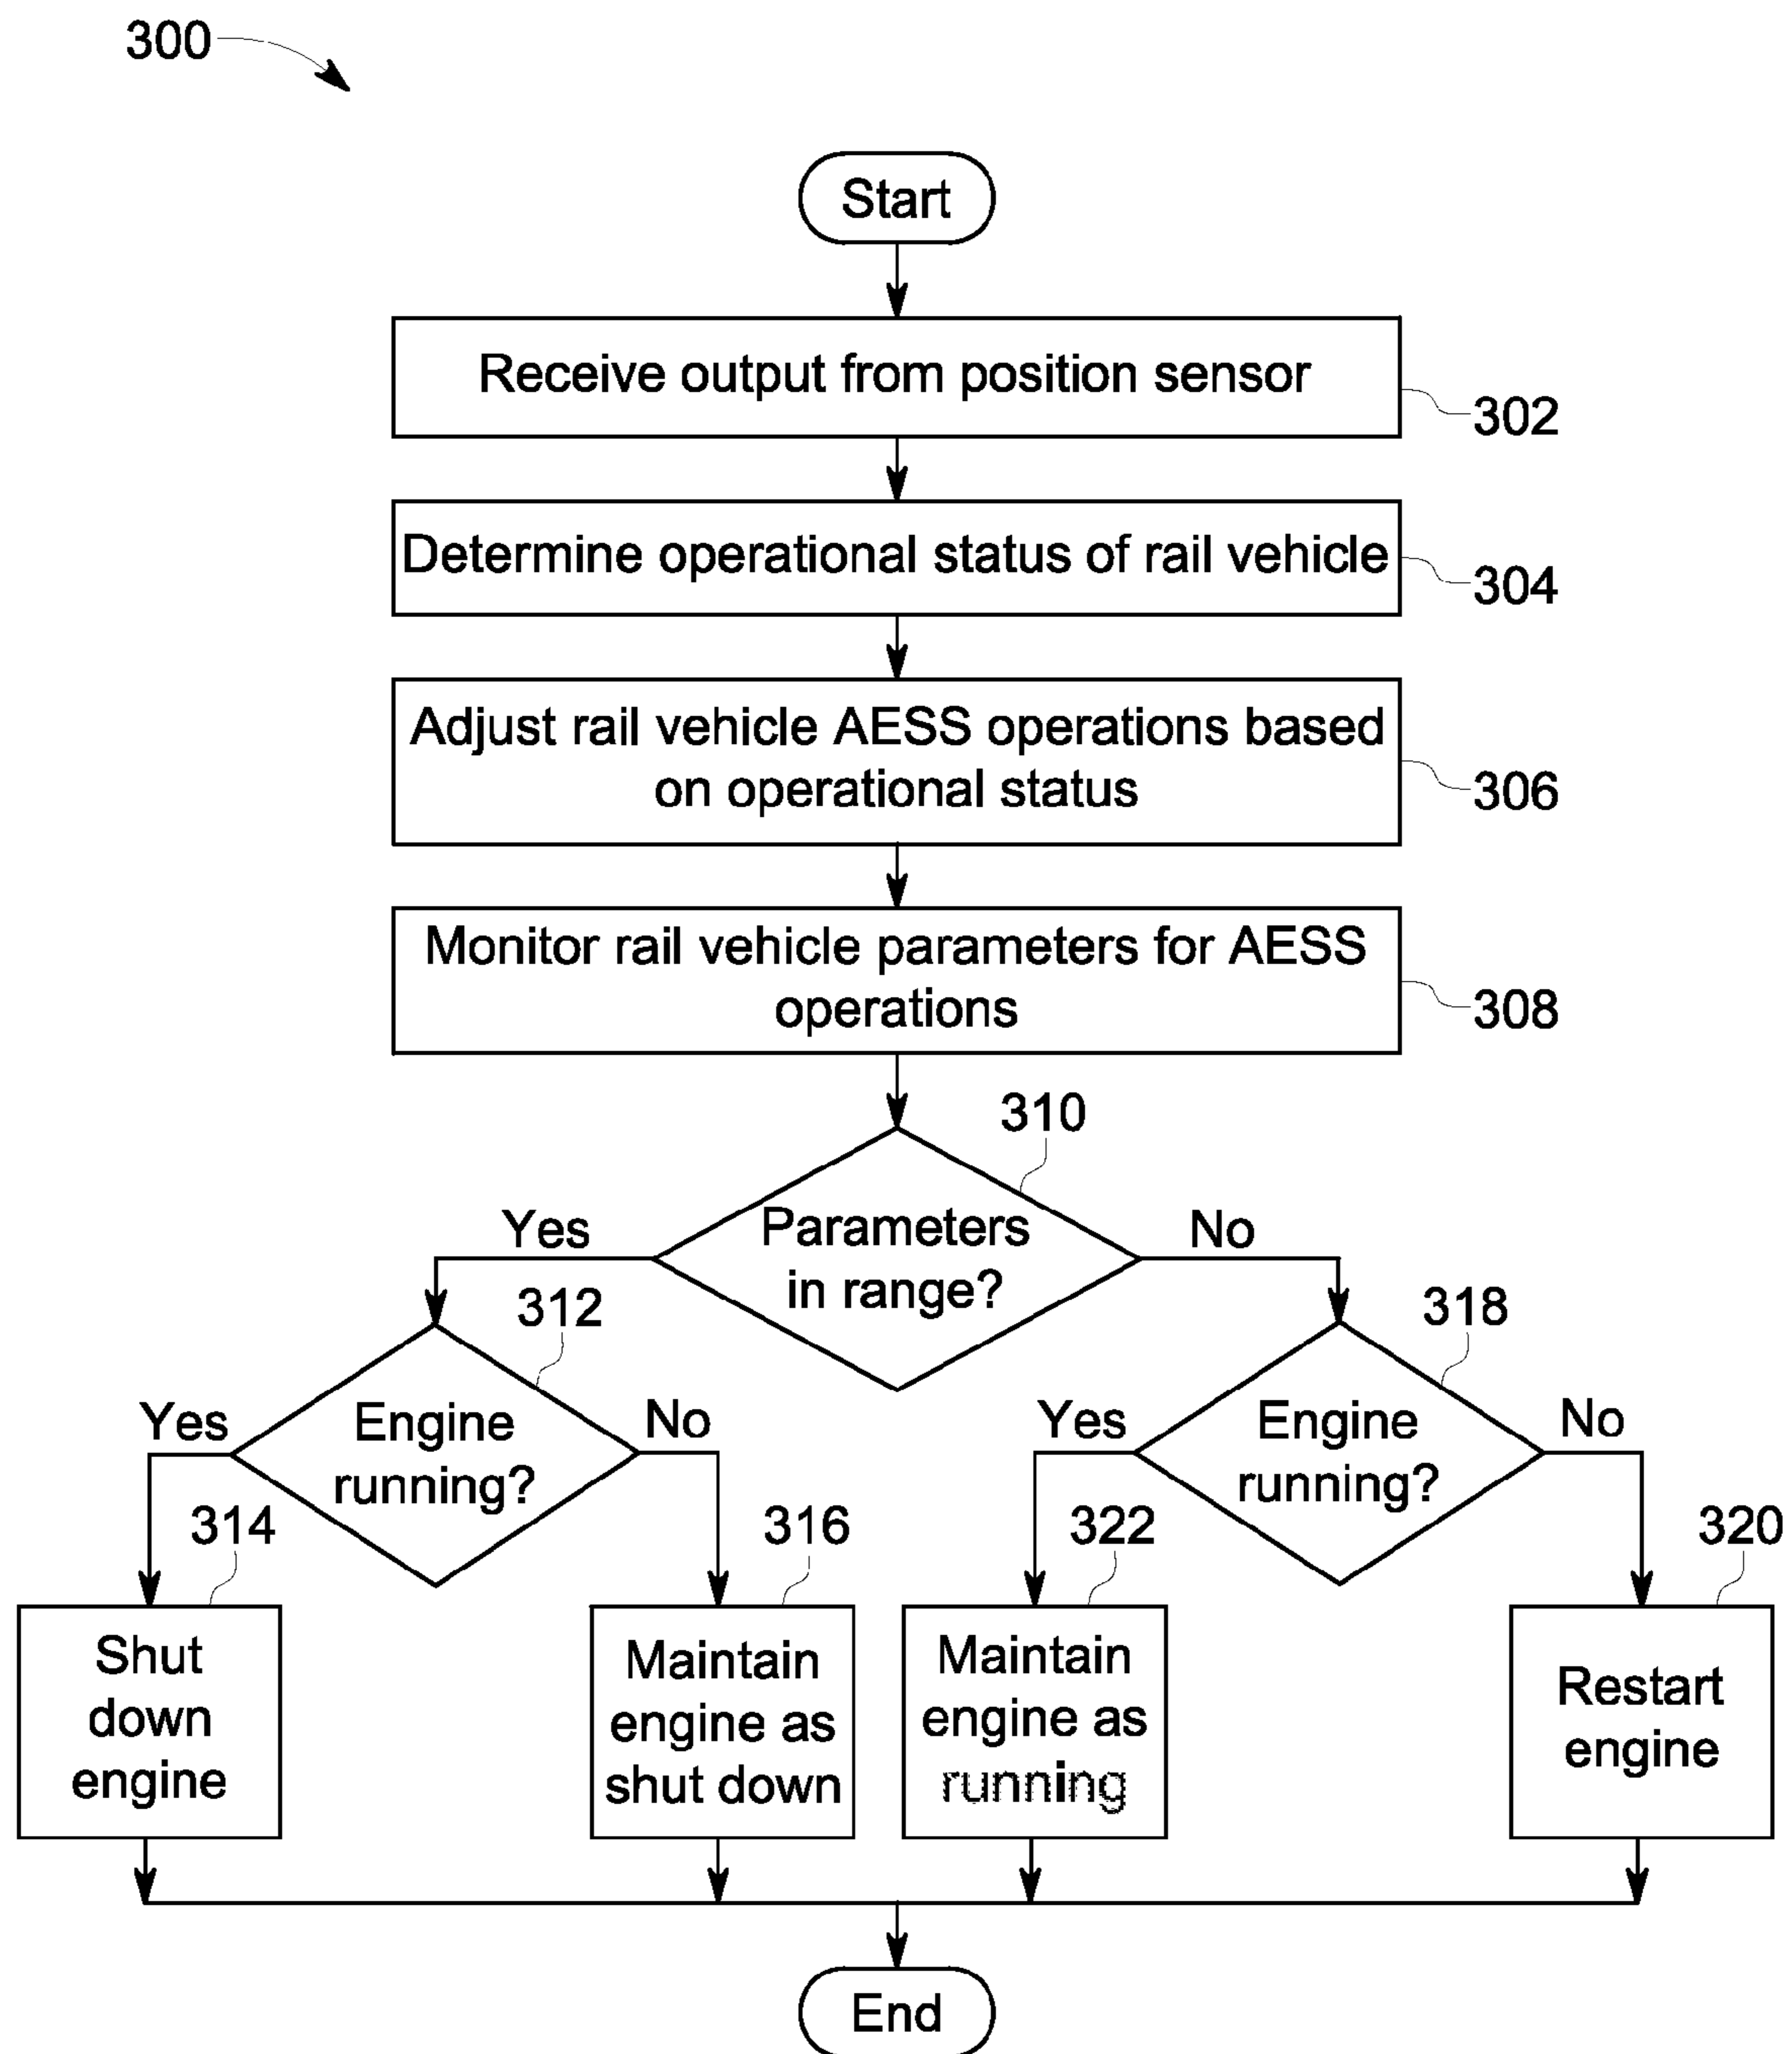 300
Start
Receive output from position sensor
302
Determine operational status of rail vehicle
304
Adjust rail vehicle AESS operations based
on operational status
306
Monitor rail vehicle parameters for AESS
operations
308
310
Parameters
in range?
Yes
No
312
Engine
running?
Yes
No
318
Engine
running?
Yes
No
314
Shut
down
engine
316
Maintain
engine as
shut down
322
Maintain
engine as
running
320
Restart
engine
End